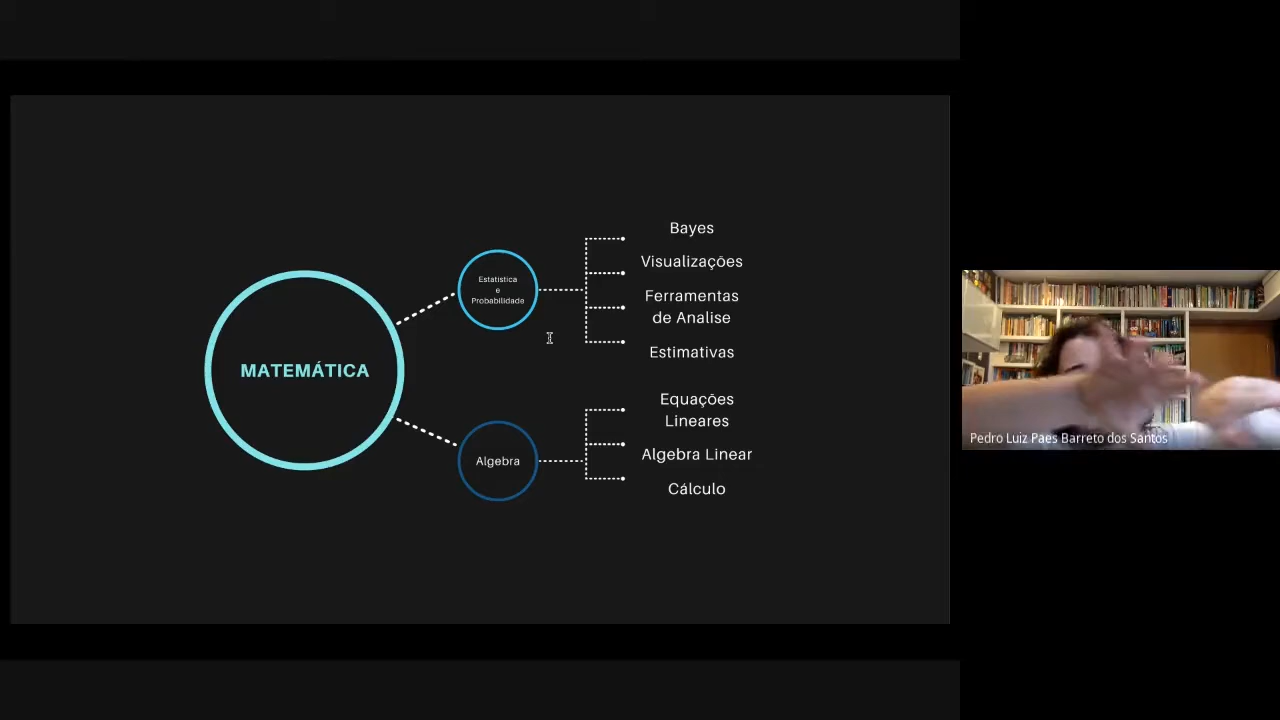 MATEMÁTICA
Estatística
e
Probabilidade
Bayes
Visualizações
Ferramentas
de Analise
Estimativas
Algebra
Equações
Lineares
Algebra Linear
Cálculo
Pedro Luiz Paes Barreto dos Santos